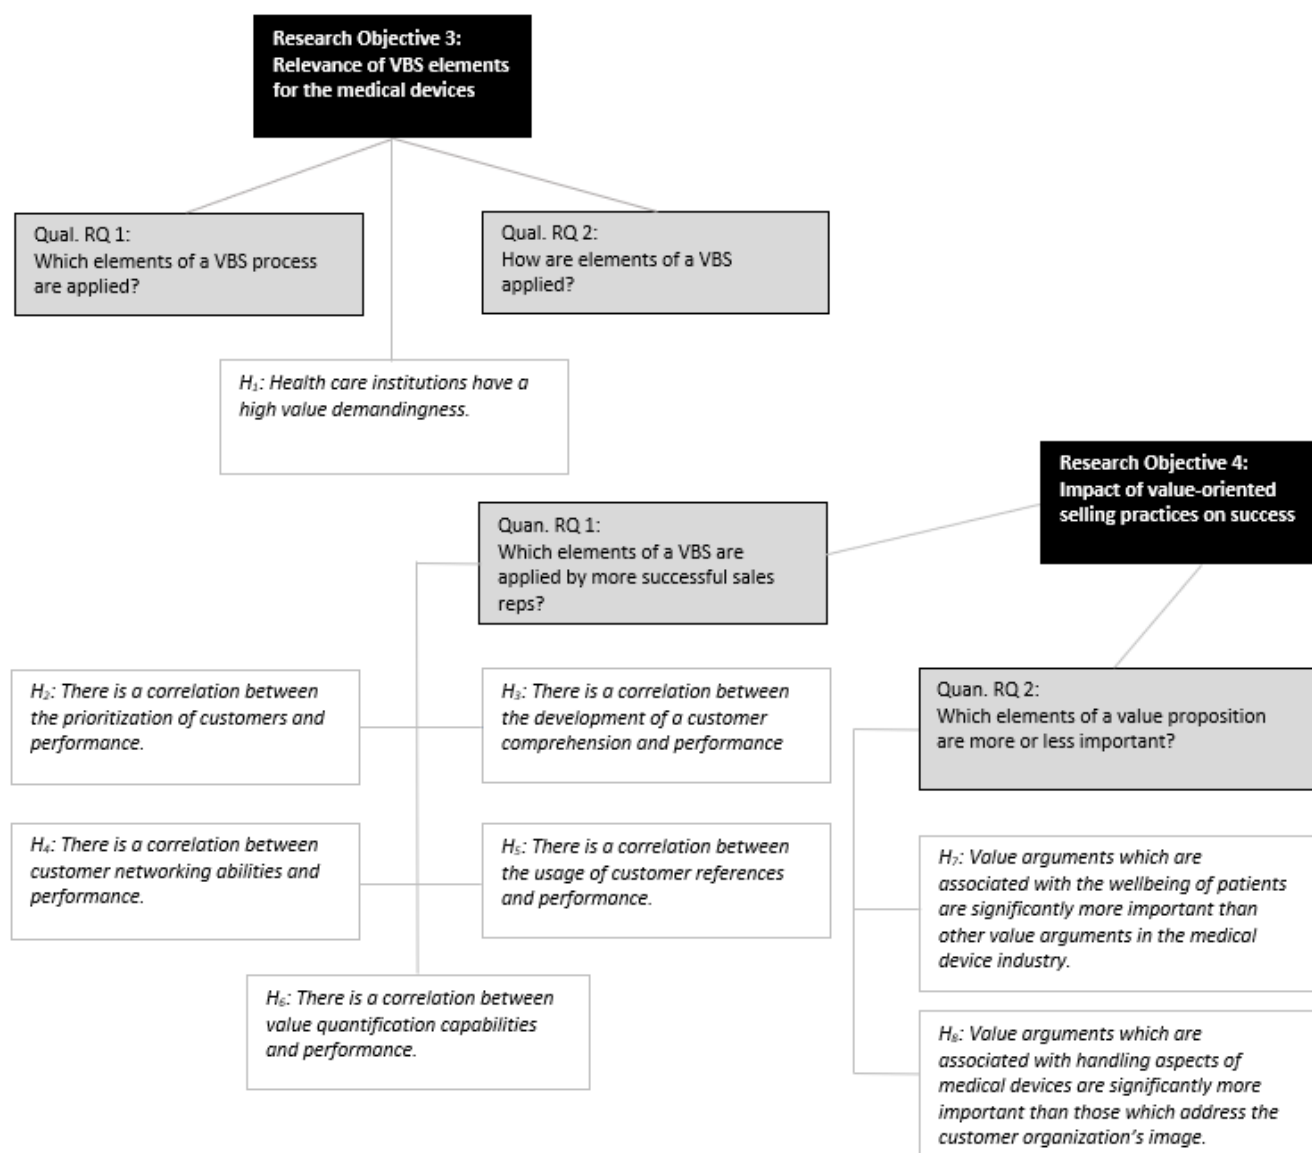 Research Objective 3:
Relevance of VBS elements
for the medical devices
Qual. RQ 1:
Which elements of a VBS process
are applied?
Qual. RQ 2:
How are elements of a VBS
applied?
H₁: Health care institutions have a
high value demandingness.
Research Objective 4:
Impact of value-oriented
selling practices on success
Quan. RQ 1:
Which elements of a VBS are
applied by more successful sales
reps?
H₂: There is a correlation between
the prioritization of customers and
performance.
H₃: There is a correlation between
the development of a customer
comprehension and performance
Quan. RQ 2:
Which elements of a value proposition
are more or less important?
H₄: There is a correlation between
customer networking abilities and
performance.
H₅: There is a correlation between
the usage of customer references
and performance.
H₆: There is a correlation between
value quantification capabilities
and performance.
H₇: Value arguments which are
associated with the wellbeing of patients
are significantly more important than
other value arguments in the medical
device industry.
H₈: Value arguments which are
associated with handling aspects of
medical devices are significantly more
important than those which address the
customer organization's image.